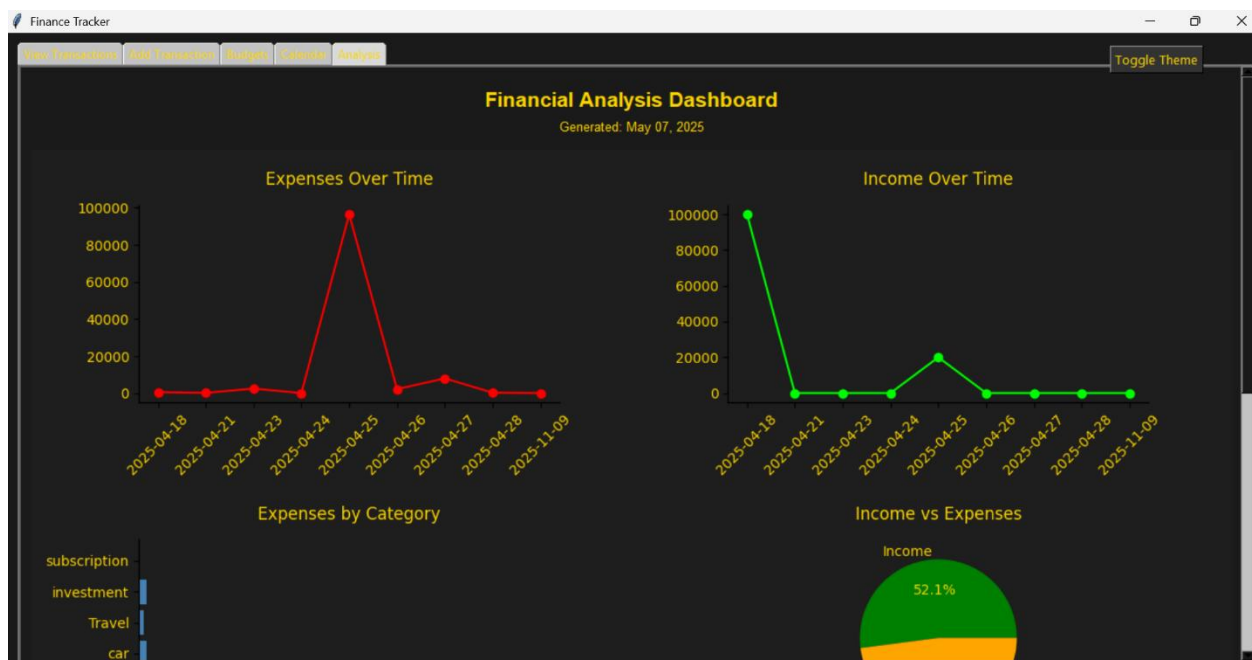 Finance Tracker
View Transactions Add Transaction Budgets Calendar Analysis
Toggle Theme
Financial Analysis Dashboard
Generated: May 07, 2025
Expenses Over Time
100000
80000
60000
40000
20000
0
2025-04-18 2025-04-21 2025-04-23 2025-04-24 2025-04-25 2025-04-26 2025-04-27 2025-04-28 2025-11-09
Income Over Time
100000
80000
60000
40000
20000
0
2025-04-18 2025-04-21 2025-04-23 2025-04-24 2025-04-25 2025-04-26 2025-04-27 2025-04-28 2025-11-09
Expenses by Category
subscription
investment
Travel
car
Income vs Expenses
Income
52.1%